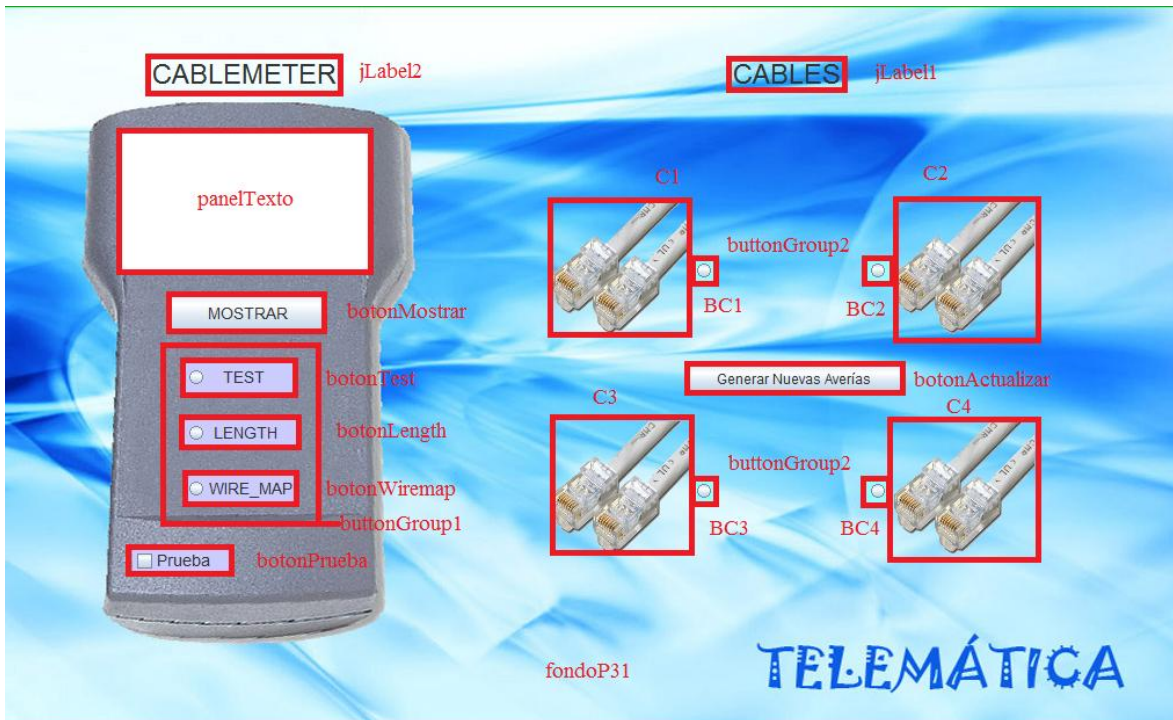 CABLEMETER jLabel2
CABLES jLabel1
panelTexto
C1
C2
buttonGroup2
BC1
BC2
MOSTRAR botonMostrar
TEST botonTest
Generar Nuevas Averías botonActualizar
C3
C4
LENGTH botonLength
buttonGroup2
WIRE_MAP botonWiremap
BC3
BC4
buttonGroup1
Prueba botonPrueba
fondoP31
TELEMÁTICA